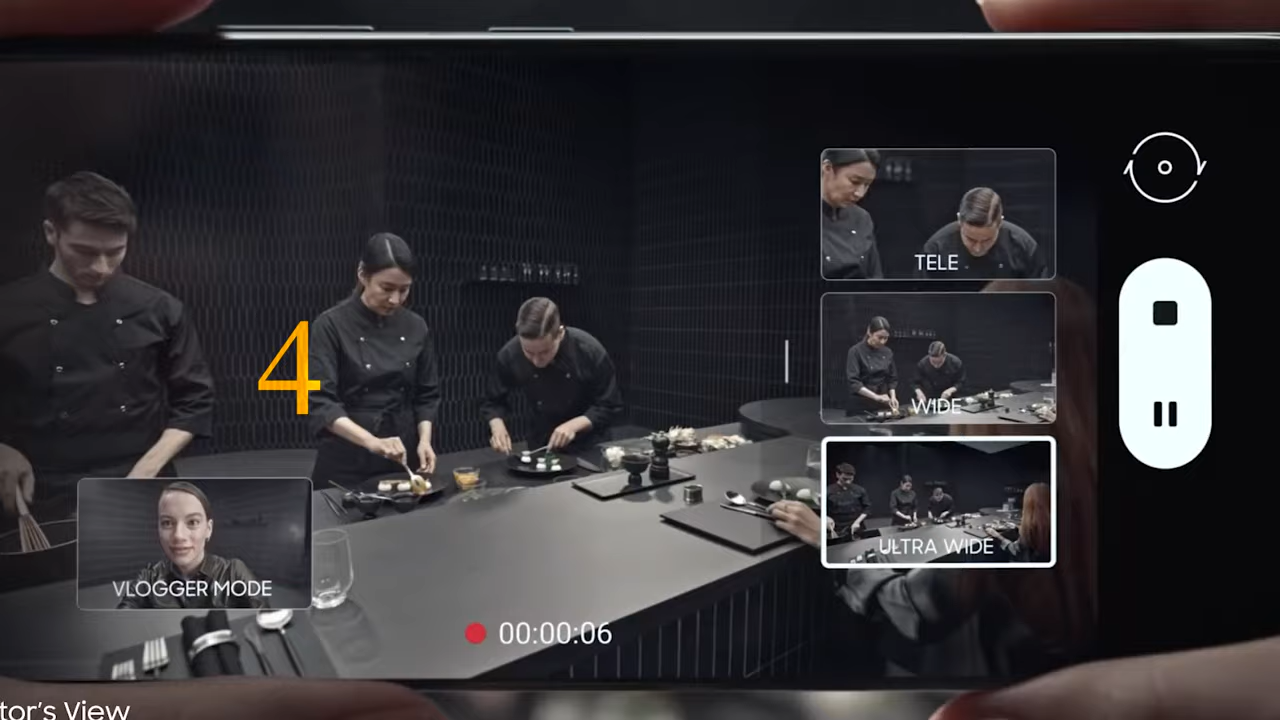 4
TELE
WIDE
ULTRA WIDE
VLOGGER MODE
00:00:06
tor's View